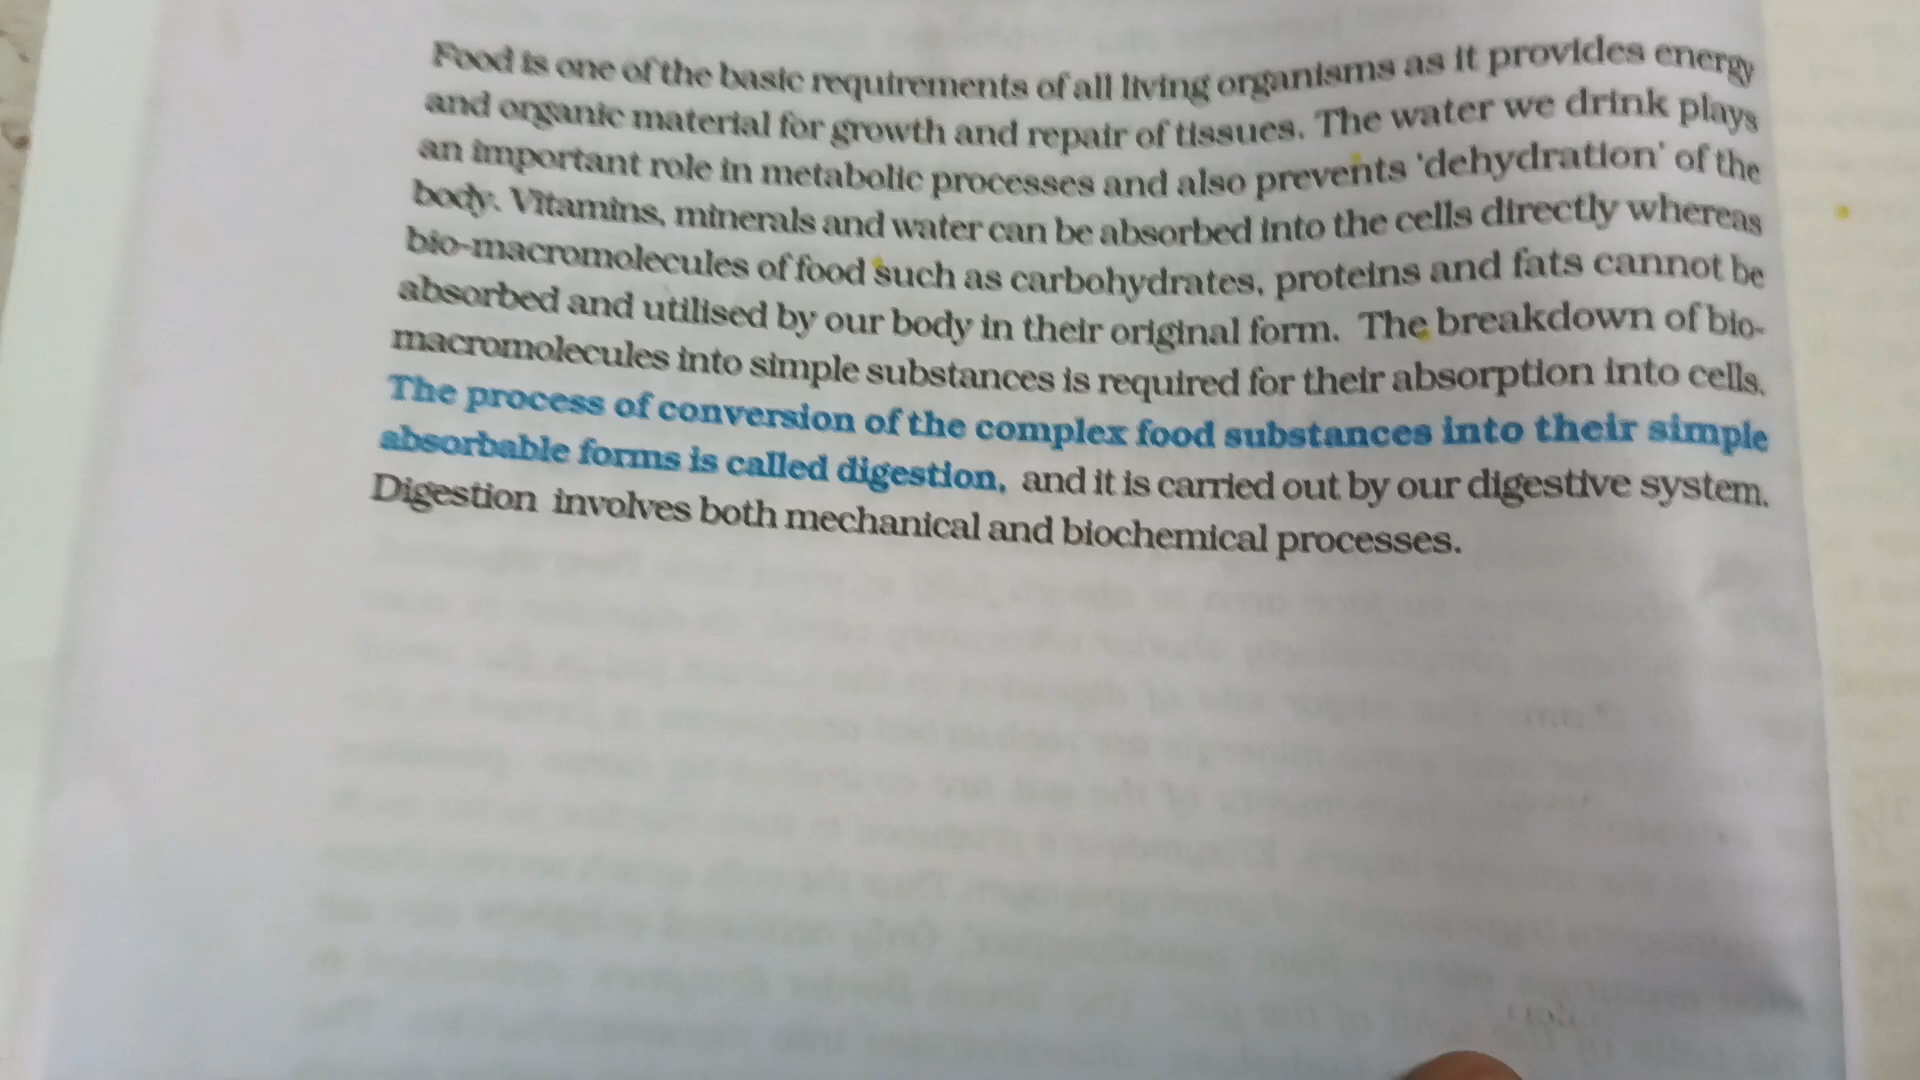 Food is one of the basic requirements of all living organisms as it provides energy
and organic material for growth and repair of tissues. The water we drink plays
an important role in metabolic processes and also prevents 'dehydration' of the
body. Vitamins, minerals and water can be absorbed into the cells directly whereas
bio-macromolecules of food such as carbohydrates, proteins and fats cannot be
absorbed and utilised by our body in their original form. The breakdown of bio-
macromolecules into simple substances is required for their absorption into cells.
The process of conversion of the complex food substances into their simple
absorbable forms is called digestion, and it is carried out by our digestive system.
Digestion involves both mechanical and biochemical processes.